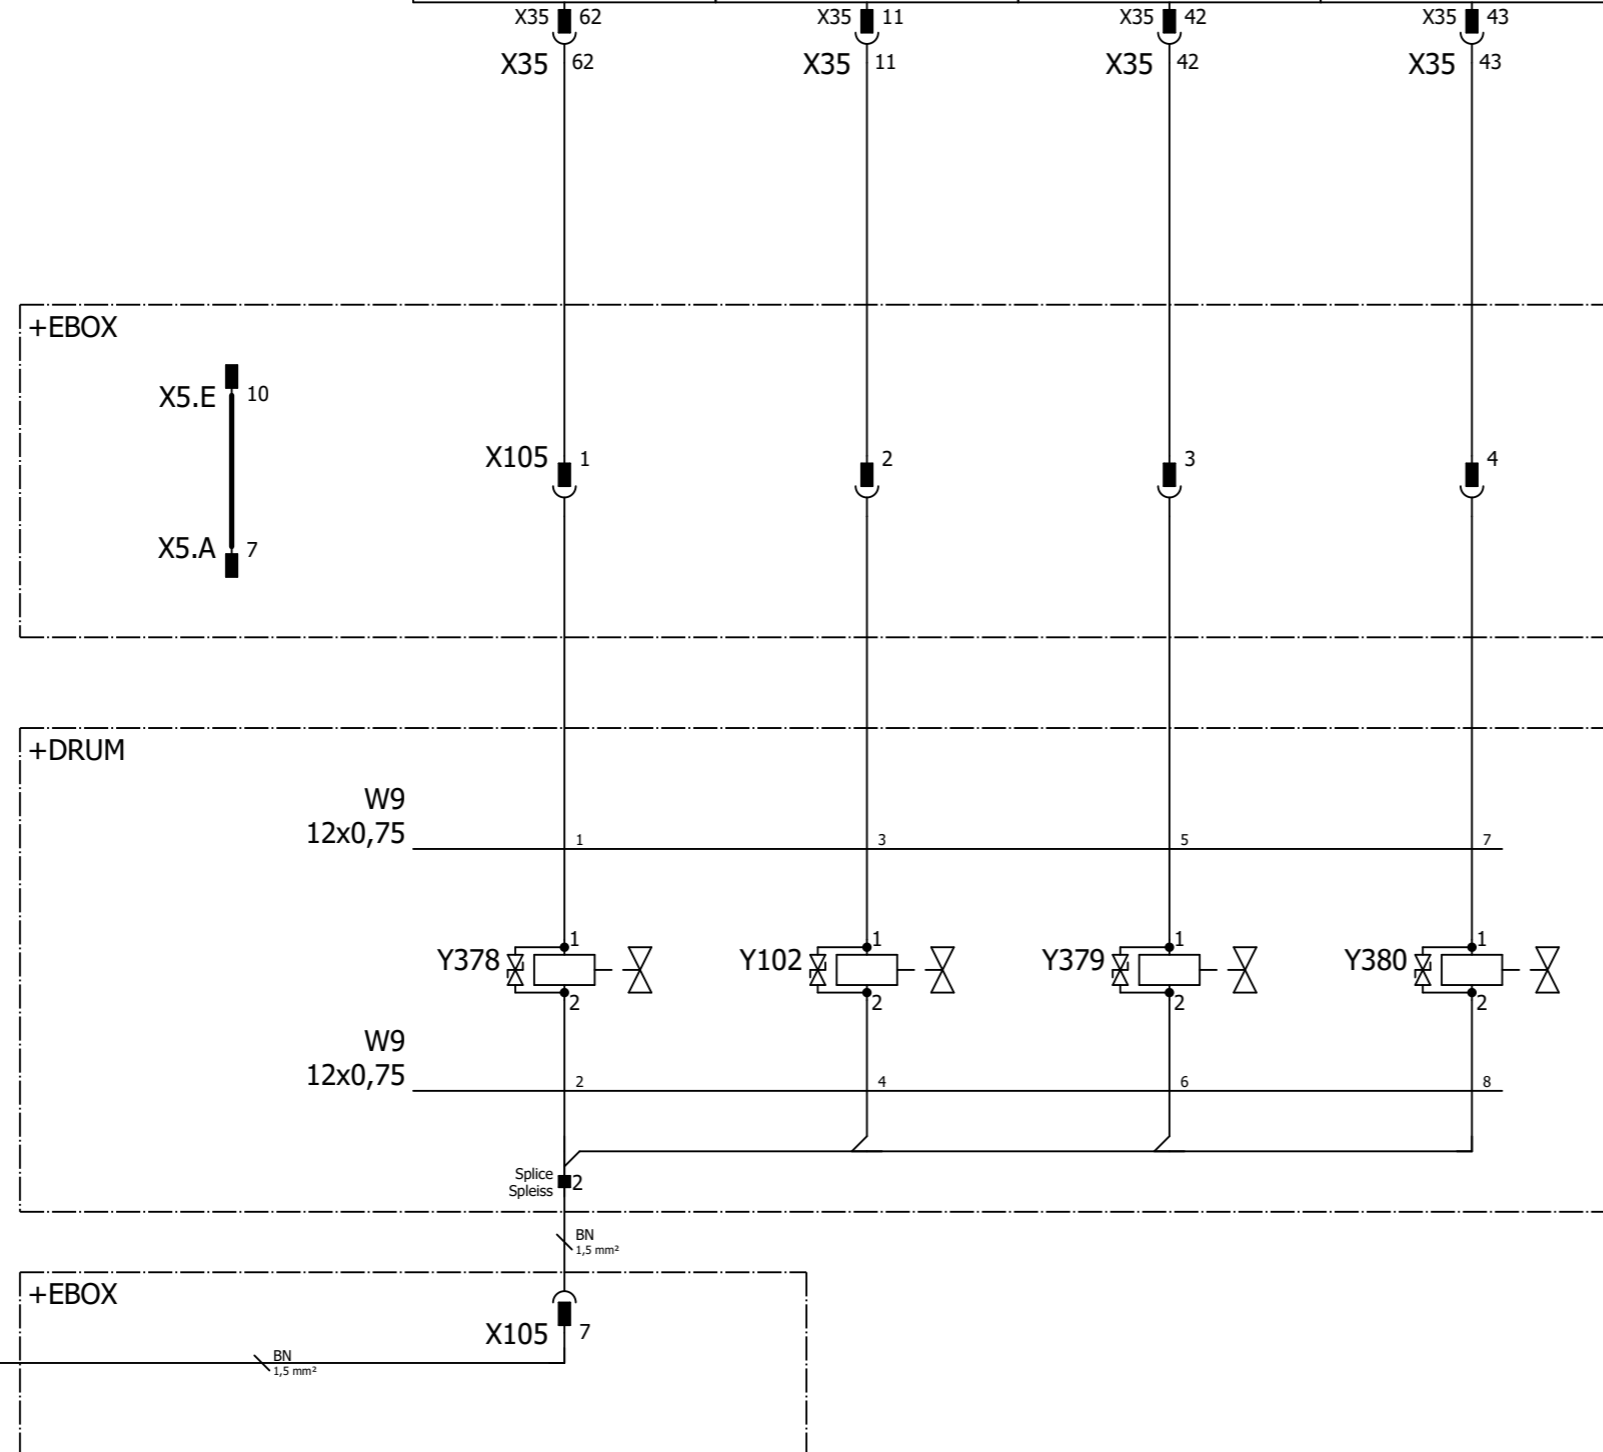 X35 62 X35 11 X35 42 X35 43
X35 62 X35 11 X35 42 X35 43
+EBOX
X5.E 10
X105 1 2 3 4
X5.A 7
+DRUM
W9
12x0,75 1 3 5 7
1 1 1 1
Y378 Y102 Y379 Y380
2 2 2 2
W9
12x0,75 2 4 6 8
Splice
Spleiss 2
BN
1,5 mm²
+EBOX
X105 7
BN
1,5 mm²